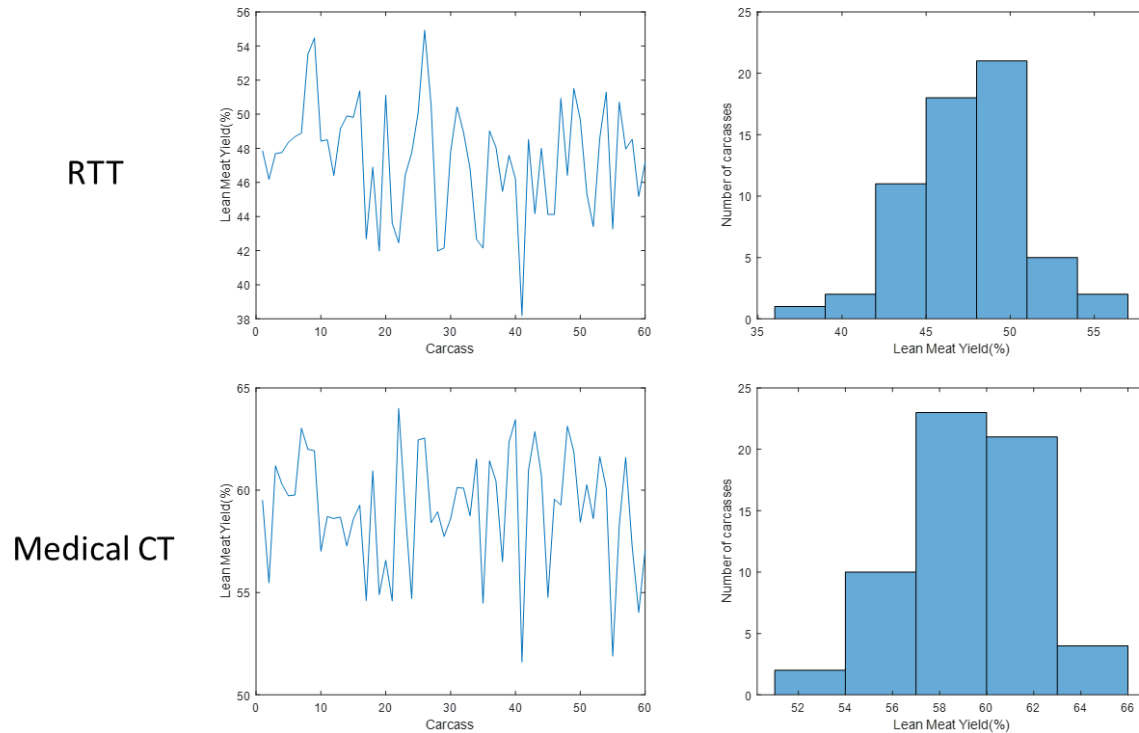 RTT
Lean Meat Yield(%)
56
54
52
50
48
46
44
42
40
38
0 10 20 30 40 50 60
Carcass
Number of carcasses
25
20
15
10
5
0
35 40 45 50 55
Lean Meat Yield(%)
Medical CT
Lean Meat Yield(%)
65
60
55
50
0 10 20 30 40 50 60
Carcass
Number of carcasses
25
20
15
10
5
0
52 54 56 58 60 62 64 66
Lean Meat Yield(%)